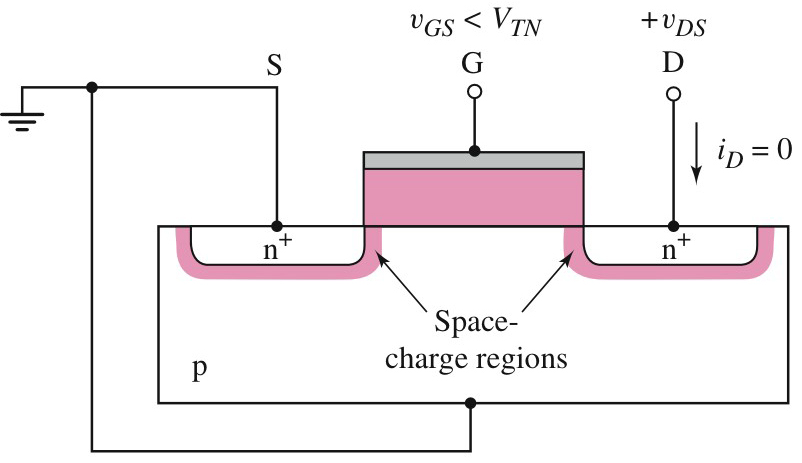 v_GS < V_TN
+v_DS
S
G
D
i_D = 0
n⁺
n⁺
Space-
charge regions
p